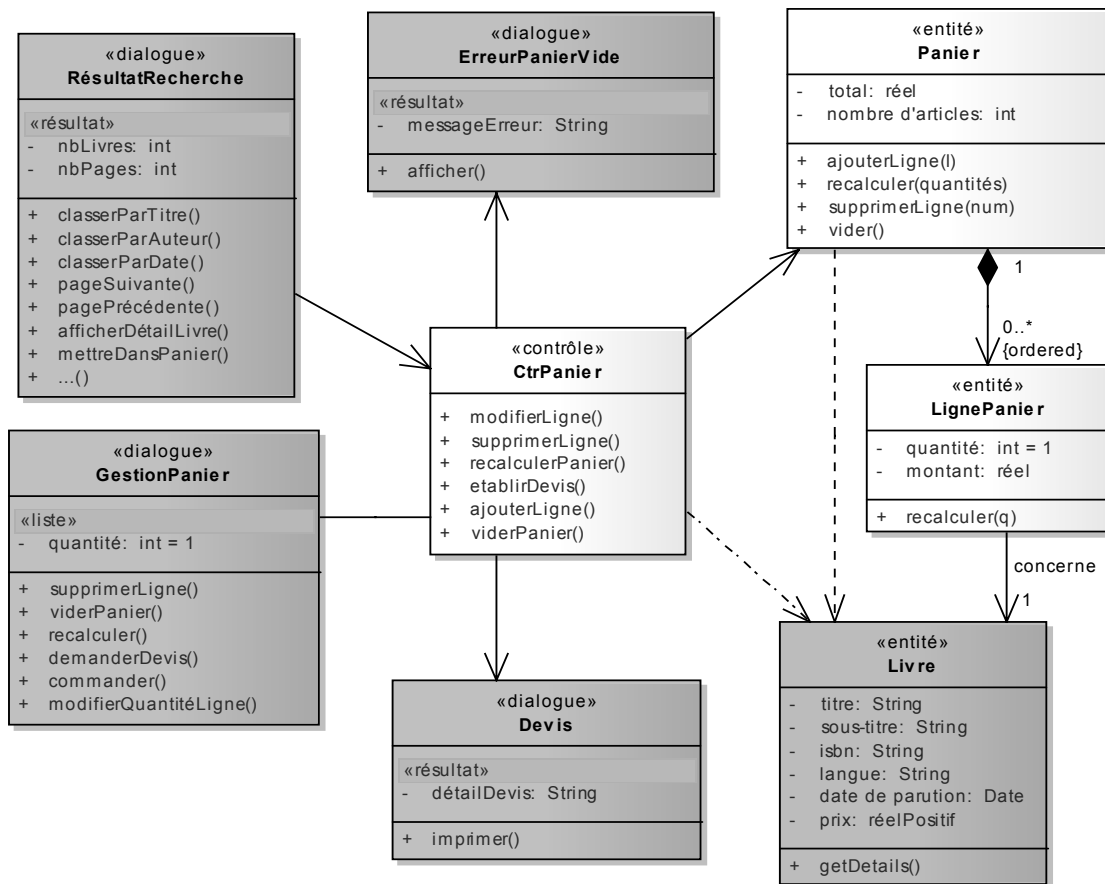 «dialogue»
RésultatRecherche
«résultat»
- nbLivres: int
- nbPages: int
+ classerParTitre()
+ classerParAuteur()
+ classerParDate()
+ pageSuivante()
+ pagePrécédente()
+ afficherDétailLivre()
+ mettreDansPanier()
+ ...()
«dialogue»
ErreurPanierVide
«résultat»
- messageErreur: String
+ afficher()
«entité»
Panier
- total: réel
- nombre d'articles: int
+ ajouterLigne(l)
+ recalculer(quantités)
+ supprimerLigne(num)
+ vider()
1
0..*
{ordered}
«contrôle»
CtrPanier
+ modifierLigne()
+ supprimerLigne()
+ recalculerPanier()
+ etablirDevis()
+ ajouterLigne()
+ viderPanier()
«entité»
LignePanier
- quantité: int = 1
- montant: réel
+ recalculer(q)
concerne
1
«dialogue»
GestionPanier
«liste»
- quantité: int = 1
+ supprimerLigne()
+ viderPanier()
+ recalculer()
+ demanderDevis()
+ commander()
+ modifierQuantitéLigne()
«dialogue»
Devis
«résultat»
- détailDevis: String
+ imprimer()
«entité»
Livre
- titre: String
- sous-titre: String
- isbn: String
- langue: String
- date de parution: Date
- prix: réelPositif
+ getDetails()